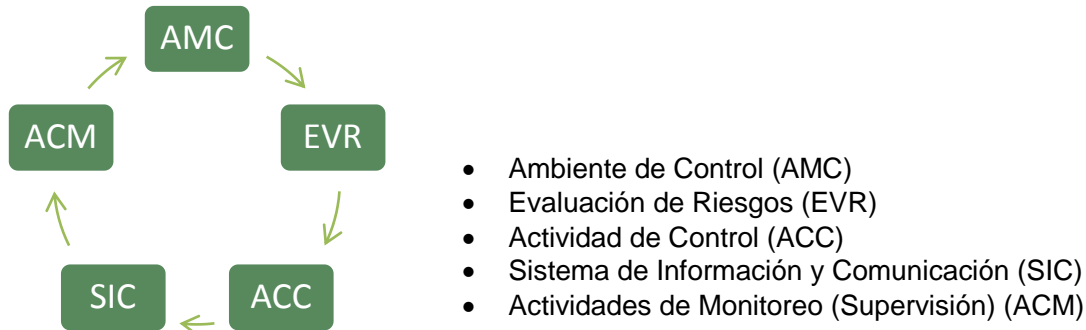 AMC
ACM
EVR
SIC
ACC
• Ambiente de Control (AMC)
• Evaluación de Riesgos (EVR)
• Actividad de Control (ACC)
• Sistema de Información y Comunicación (SIC)
• Actividades de Monitoreo (Supervisión) (ACM)